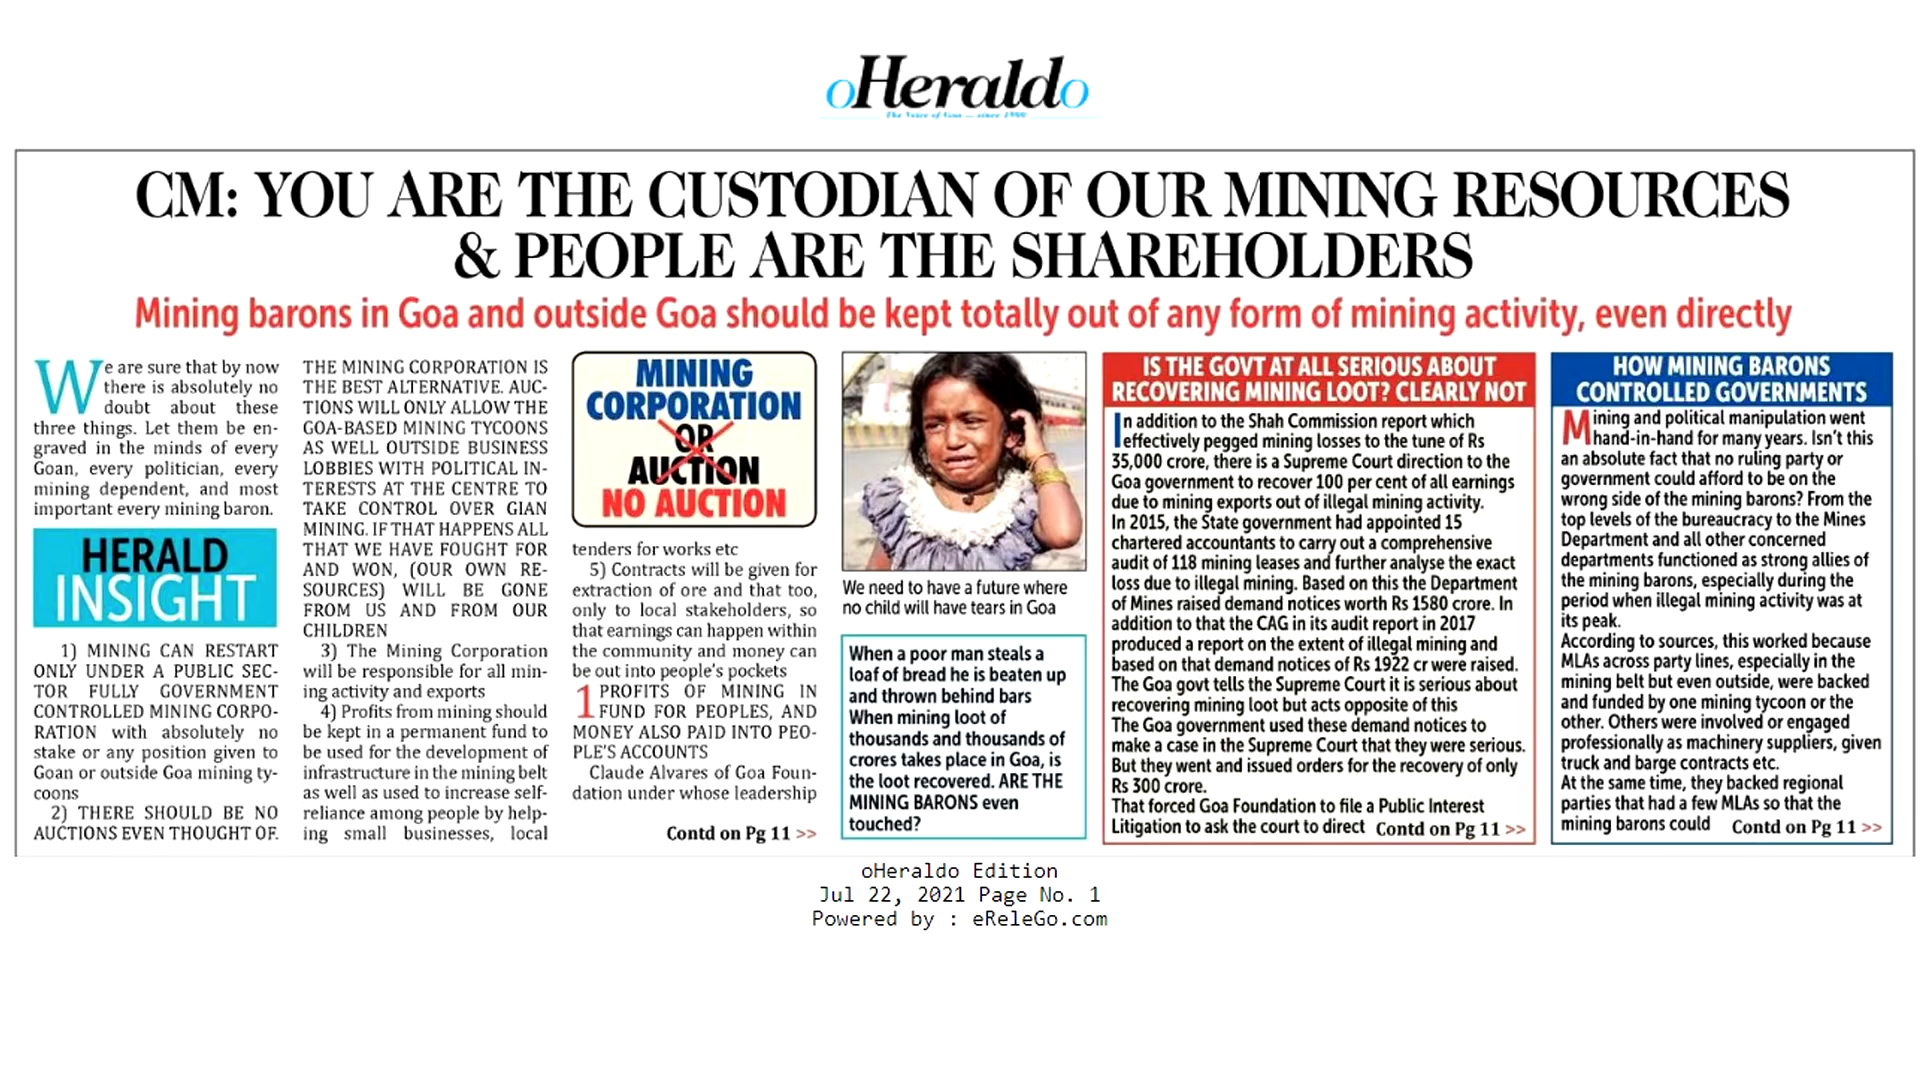 oHeraldo
The Voice of Goa — since 1900
CM: YOU ARE THE CUSTODIAN OF OUR MINING RESOURCES
& PEOPLE ARE THE SHAREHOLDERS
Mining barons in Goa and outside Goa should be kept totally out of any form of mining activity, even directly
We are sure that by now
there is absolutely no
doubt about these
three things. Let them be en-
graved in the minds of every
Goan, every politician, every
mining dependent, and most
important every mining baron.
HERALD
INSIGHT
1) MINING CAN RESTART
ONLY UNDER A PUBLIC SEC-
TOR FULLY GOVERNMENT
CONTROLLED MINING CORPO-
RATION with absolutely no
stake or any position given to
Goan or outside Goa mining ty-
coons
2) THERE SHOULD BE NO
AUCTIONS EVEN THOUGHT OF.
THE MINING CORPORATION IS
THE BEST ALTERNATIVE. AUC-
TIONS WILL ONLY ALLOW THE
GOA-BASED MINING TYCOONS
AS WELL OUTSIDE BUSINESS
LOBBIES WITH POLITICAL IN-
TERESTS AT THE CENTRE TO
TAKE CONTROL OVER GIAN
MINING. IF THAT HAPPENS ALL
THAT WE HAVE FOUGHT FOR
AND WON, (OUR OWN RE-
SOURCES) WILL BE GONE
FROM US AND FROM OUR
CHILDREN
3) The Mining Corporation
will be responsible for all min-
ing activity and exports
4) Profits from mining should
be kept in a permanent fund to
be used for the development of
infrastructure in the mining belt
as well as used to increase self-
reliance among people by help-
ing small businesses, local
MINING
CORPORATION
OR
AUCTION
NO AUCTION
tenders for works etc
5) Contracts will be given for
extraction of ore and that too,
only to local stakeholders, so
that earnings can happen within
the community and money can
be out into people's pockets
1 PROFITS OF MINING IN
FUND FOR PEOPLES, AND
MONEY ALSO PAID INTO PEO-
PLE'S ACCOUNTS
Claude Alvares of Goa Foun-
dation under whose leadership
Contd on Pg 11 >>
We need to have a future where
no child will have tears in Goa
When a poor man steals a
loaf of bread he is beaten up
and thrown behind bars
When mining loot of
thousands and thousands of
crores takes place in Goa, is
the loot recovered. ARE THE
MINING BARONS even
touched?
IS THE GOVT AT ALL SERIOUS ABOUT
RECOVERING MINING LOOT? CLEARLY NOT
In addition to the Shah Commission report which
effectively pegged mining losses to the tune of Rs
35,000 crore, there is a Supreme Court direction to the
Goa government to recover 100 per cent of all earnings
due to mining exports out of illegal mining activity.
In 2015, the State government had appointed 15
chartered accountants to carry out a comprehensive
audit of 118 mining leases and further analyse the exact
loss due to illegal mining. Based on this the Department
of Mines raised demand notices worth Rs 1580 crore. In
addition to that the CAG in its audit report in 2017
produced a report on the extent of illegal mining and
based on that demand notices of Rs 1922 cr were raised.
The Goa govt tells the Supreme Court it is serious about
recovering mining loot but acts opposite of this
The Goa government used these demand notices to
make a case in the Supreme Court that they were serious.
But they went and issued orders for the recovery of only
Rs 300 crore.
That forced Goa Foundation to file a Public Interest
Litigation to ask the court to direct Contd on Pg 11 >>
HOW MINING BARONS
CONTROLLED GOVERNMENTS
Mining and political manipulation went
hand-in-hand for many years. Isn't this
an absolute fact that no ruling party or
government could afford to be on the
wrong side of the mining barons? From the
top levels of the bureaucracy to the Mines
Department and all other concerned
departments functioned as strong allies of
the mining barons, especially during the
period when illegal mining activity was at
its peak.
According to sources, this worked because
MLAs across party lines, especially in the
mining belt but even outside, were backed
and funded by one mining tycoon or the
other. Others were involved or engaged
professionally as machinery suppliers, given
truck and barge contracts etc.
At the same time, they backed regional
parties that had a few MLAs so that the
mining barons could Contd on Pg 11 >>
oHeraldo Edition
Jul 22, 2021 Page No. 1
Powered by : eReleGo.com